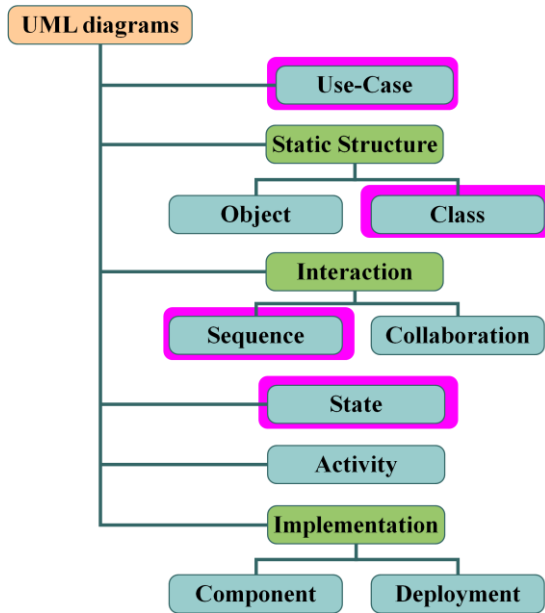 UML diagrams
Use-Case
Static Structure
Object
Class
Interaction
Sequence
Collaboration
State
Activity
Implementation
Component
Deployment